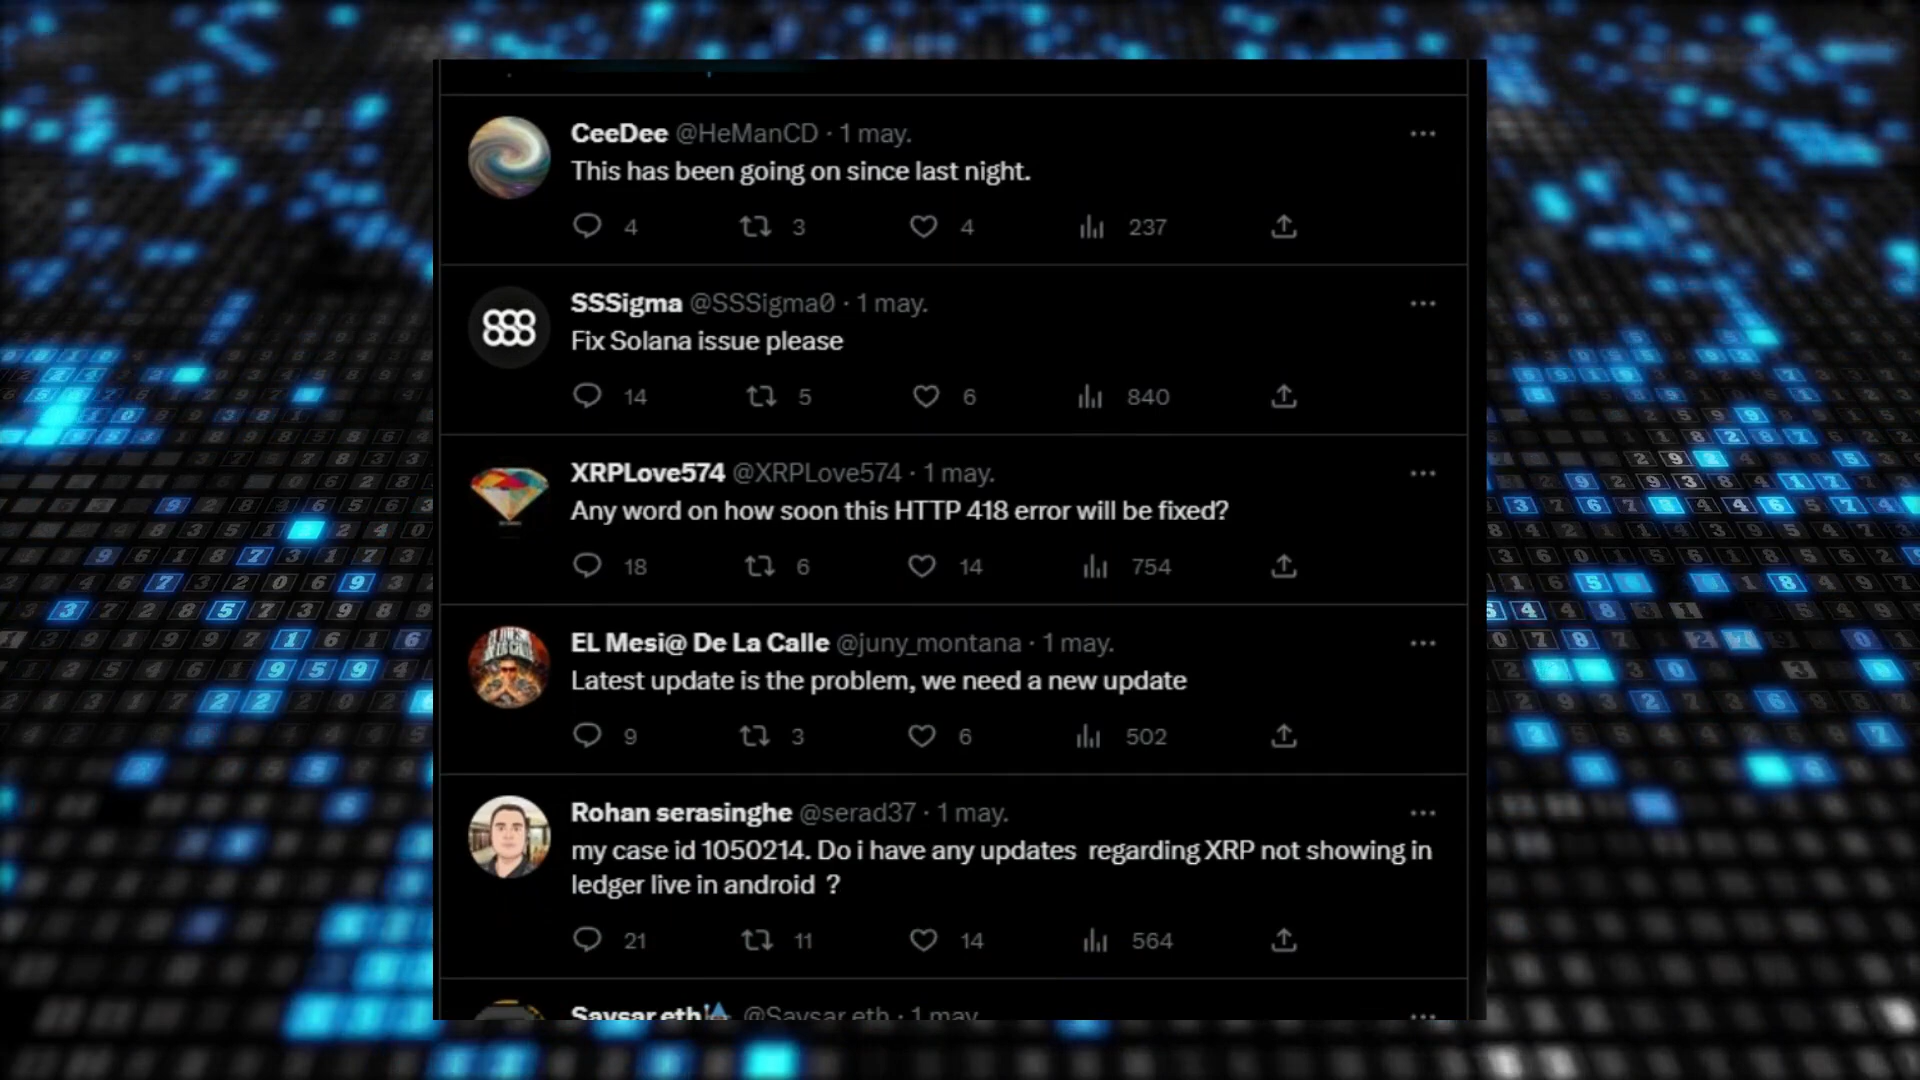 CeeDee @HeManCD · 1 may.
This has been going on since last night.
4 3 4 237
SSSigma @SSSigma0 · 1 may.
Fix Solana issue please
14 5 6 840
XRPLove574 @XRPLove574 · 1 may.
Any word on how soon this HTTP 418 error will be fixed?
18 6 14 754
EL Mesi@ De La Calle @juny_montana · 1 may.
Latest update is the problem, we need a new update
9 3 6 502
Rohan serasinghe @serad37 · 1 may.
my case id 1050214. Do i have any updates  regarding XRP not showing in
ledger live in android  ?
21 11 14 564
Saysar.eth @Saysar_eth · 1 may.